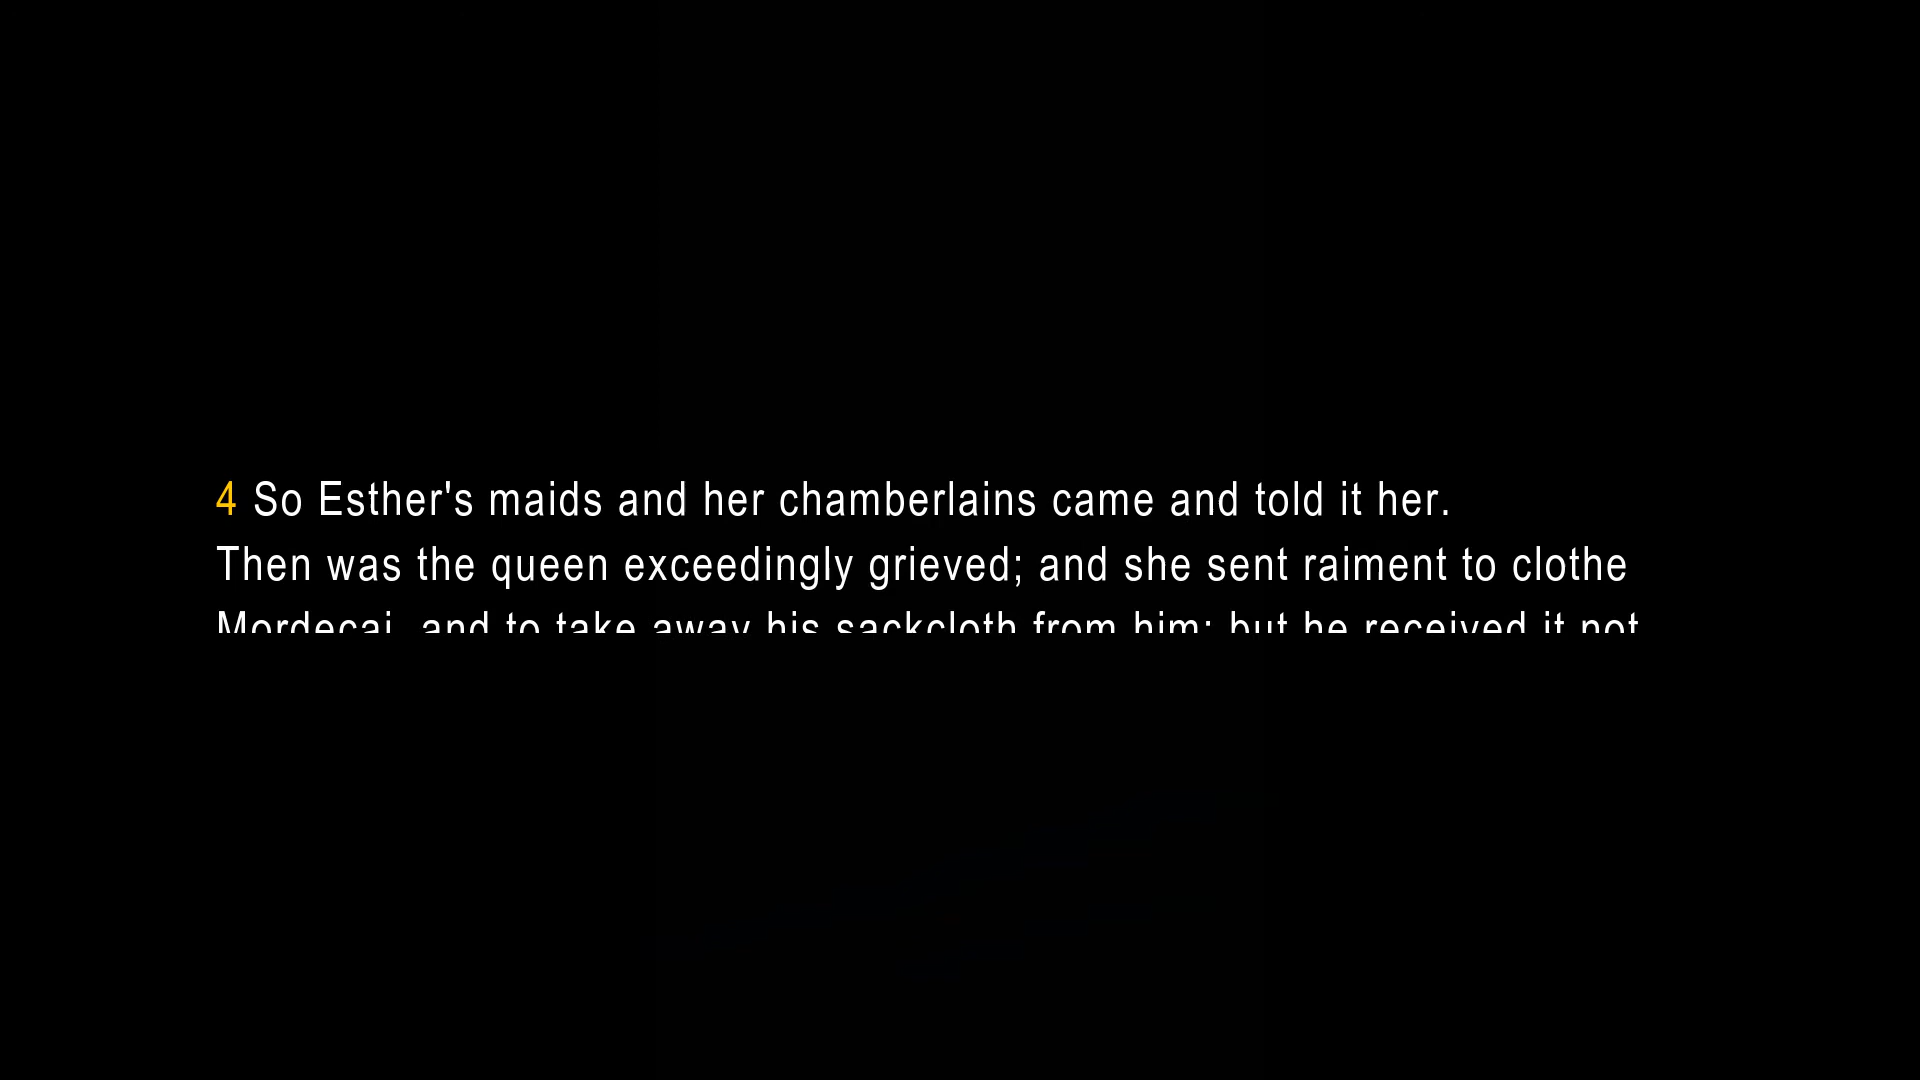 4 So Esther's maids and her chamberlains came and told it her.
Then was the queen exceedingly grieved; and she sent raiment to clothe
Mordecai, and to take away his sackcloth from him: but he received it not